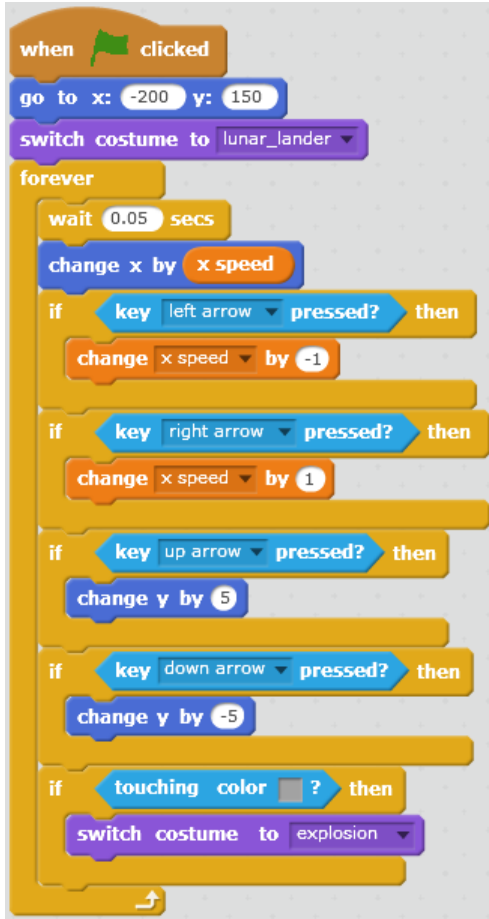 when clicked
go to x: -200 y: 150
switch costume to lunar_lander
forever
wait 0.05 secs
change x by x speed
if key left arrow pressed? then
change x speed by -1
if key right arrow pressed? then
change x speed by 1
if key up arrow pressed? then
change y by 5
if key down arrow pressed? then
change y by -5
if touching color ? then
switch costume to explosion